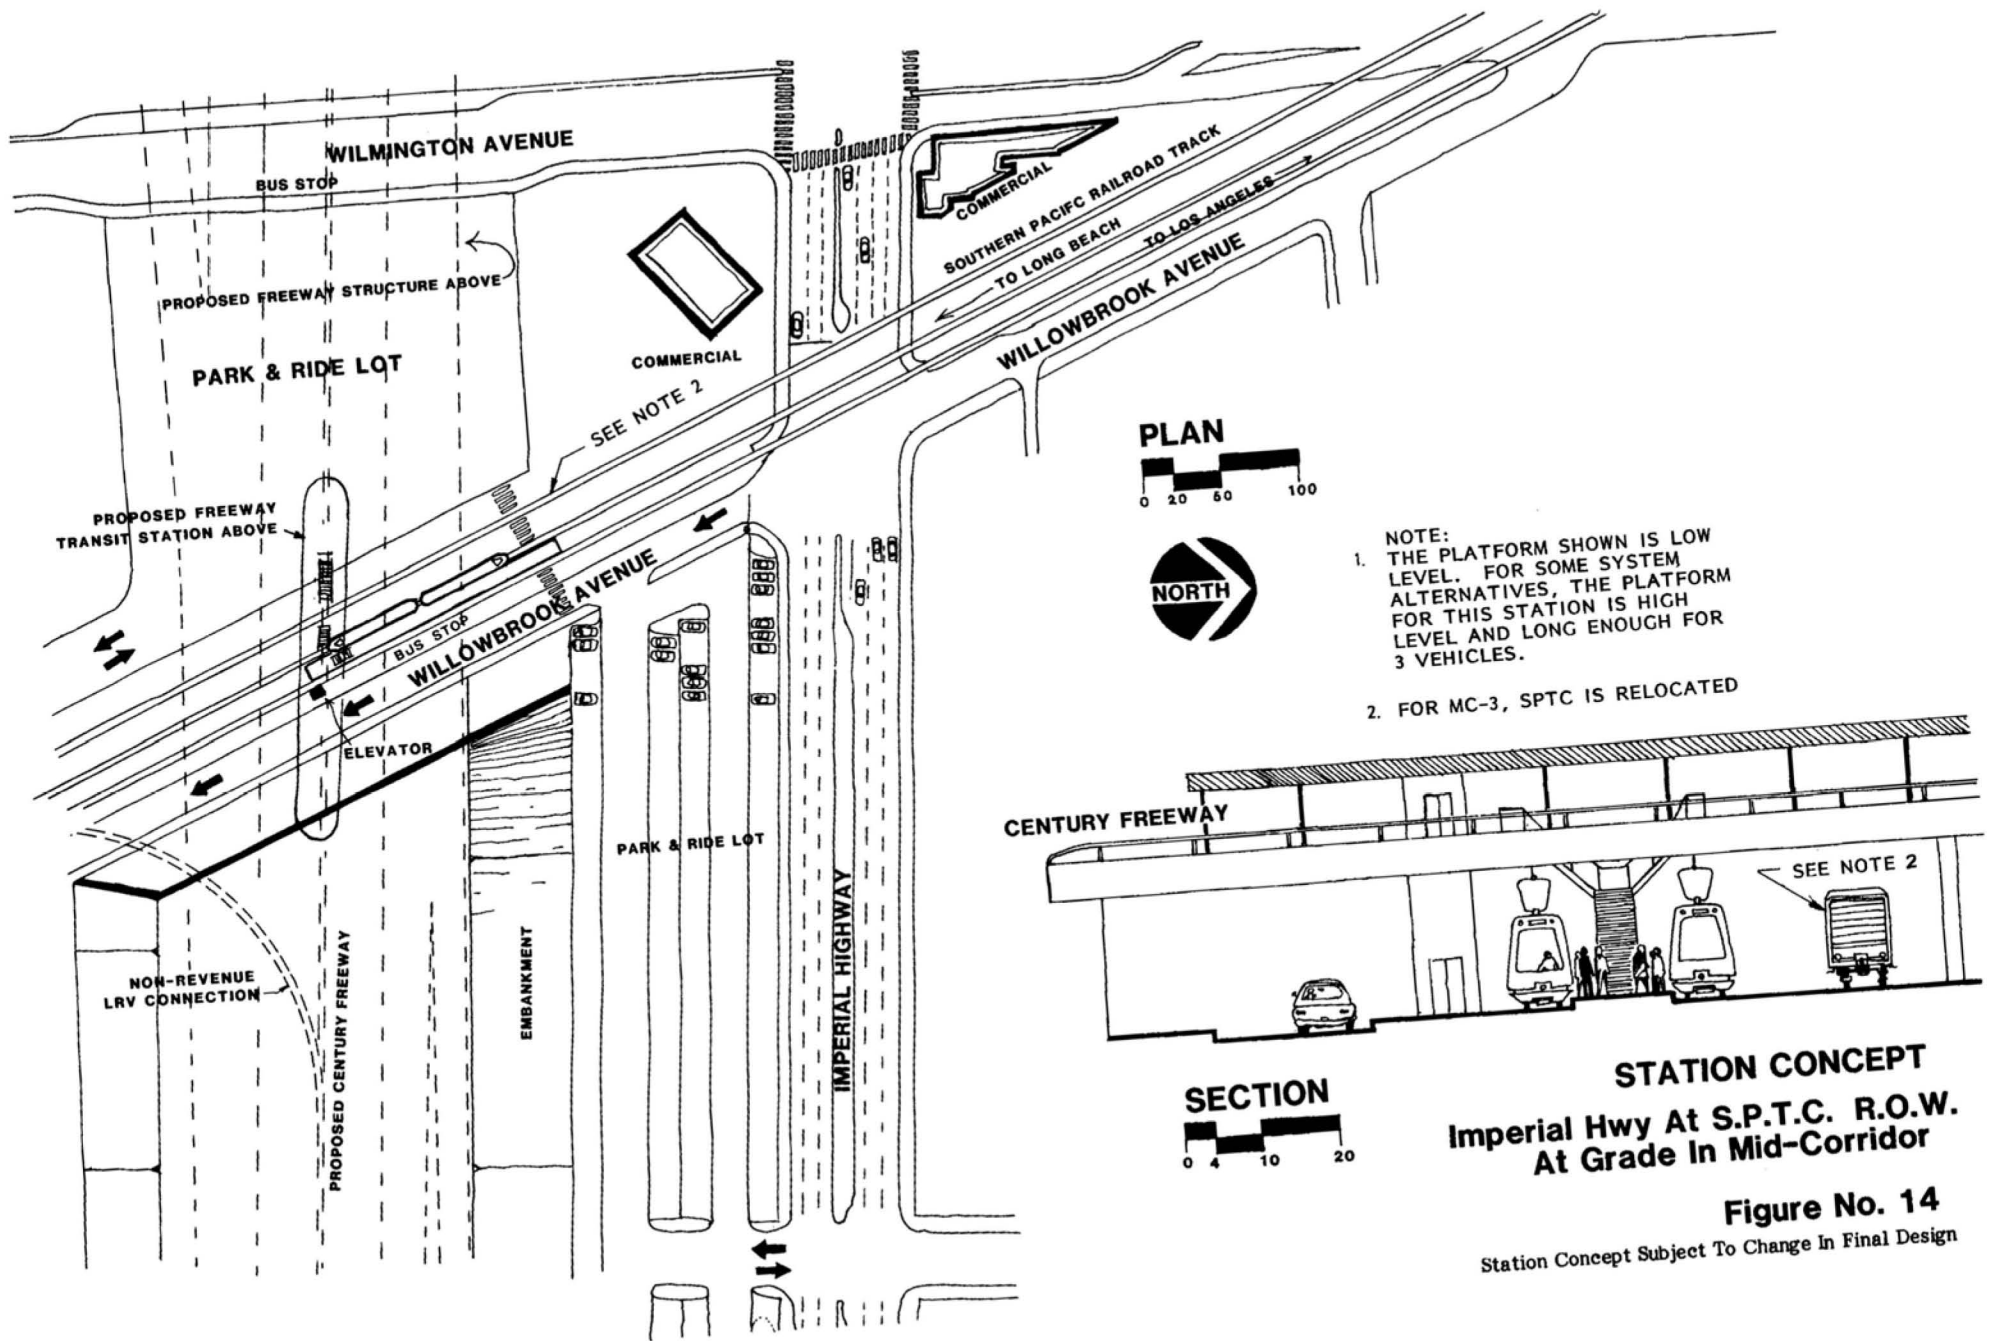 WILMINGTON AVENUE
BUS STOP
PROPOSED FREEWAY STRUCTURE ABOVE
PARK & RIDE LOT
COMMERCIAL
SEE NOTE 2
COMMERCIAL
SOUTHERN PACIFC RAILROAD TRACK
TO LONG BEACH
TO LOS ANGELES
WILLOWBROOK AVENUE
PROPOSED FREEWAY
TRANSIT STATION ABOVE
BUS STOP
WILLOWBROOK AVENUE
ELEVATOR
NON-REVENUE
LRV CONNECTION
PROPOSED CENTURY FREEWAY
EMBANKMENT
PARK & RIDE LOT
IMPERIAL HIGHWAY
PLAN
0 20 50 100
NORTH
NOTE:
1. THE PLATFORM SHOWN IS LOW
LEVEL. FOR SOME SYSTEM
ALTERNATIVES, THE PLATFORM
FOR THIS STATION IS HIGH
LEVEL AND LONG ENOUGH FOR
3 VEHICLES.
2. FOR MC-3, SPTC IS RELOCATED
CENTURY FREEWAY
SEE NOTE 2
SECTION
0 4 10 20
STATION CONCEPT
Imperial Hwy At S.P.T.C. R.O.W.
At Grade In Mid-Corridor
Figure No. 14
Station Concept Subject To Change In Final Design